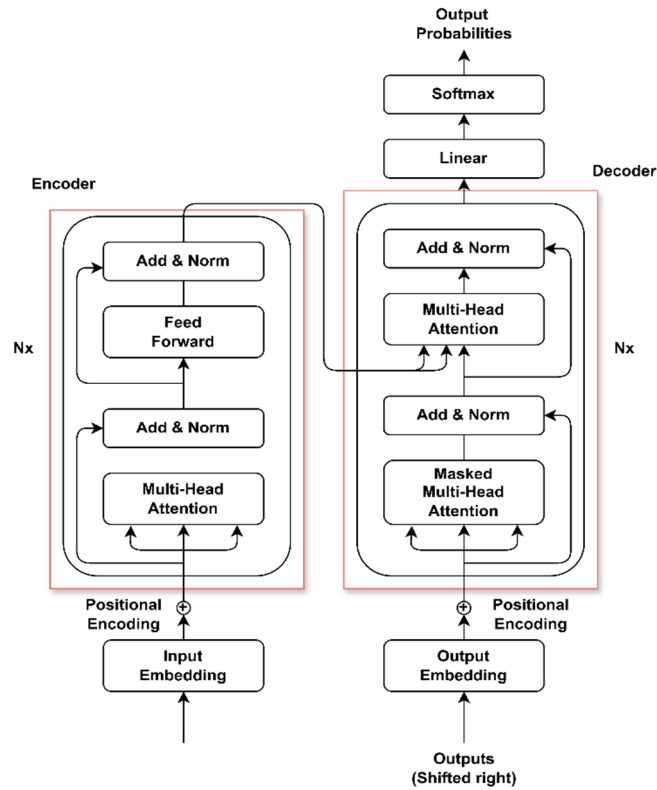 Output
Probabilities
Softmax
Linear
Encoder
Decoder
Add & Norm
Feed
Forward
Nx
Add & Norm
Multi-Head
Attention
Positional
Encoding
Input
Embedding
Add & Norm
Multi-Head
Attention
Nx
Add & Norm
Masked
Multi-Head
Attention
Positional
Encoding
Output
Embedding
Outputs
(Shifted right)